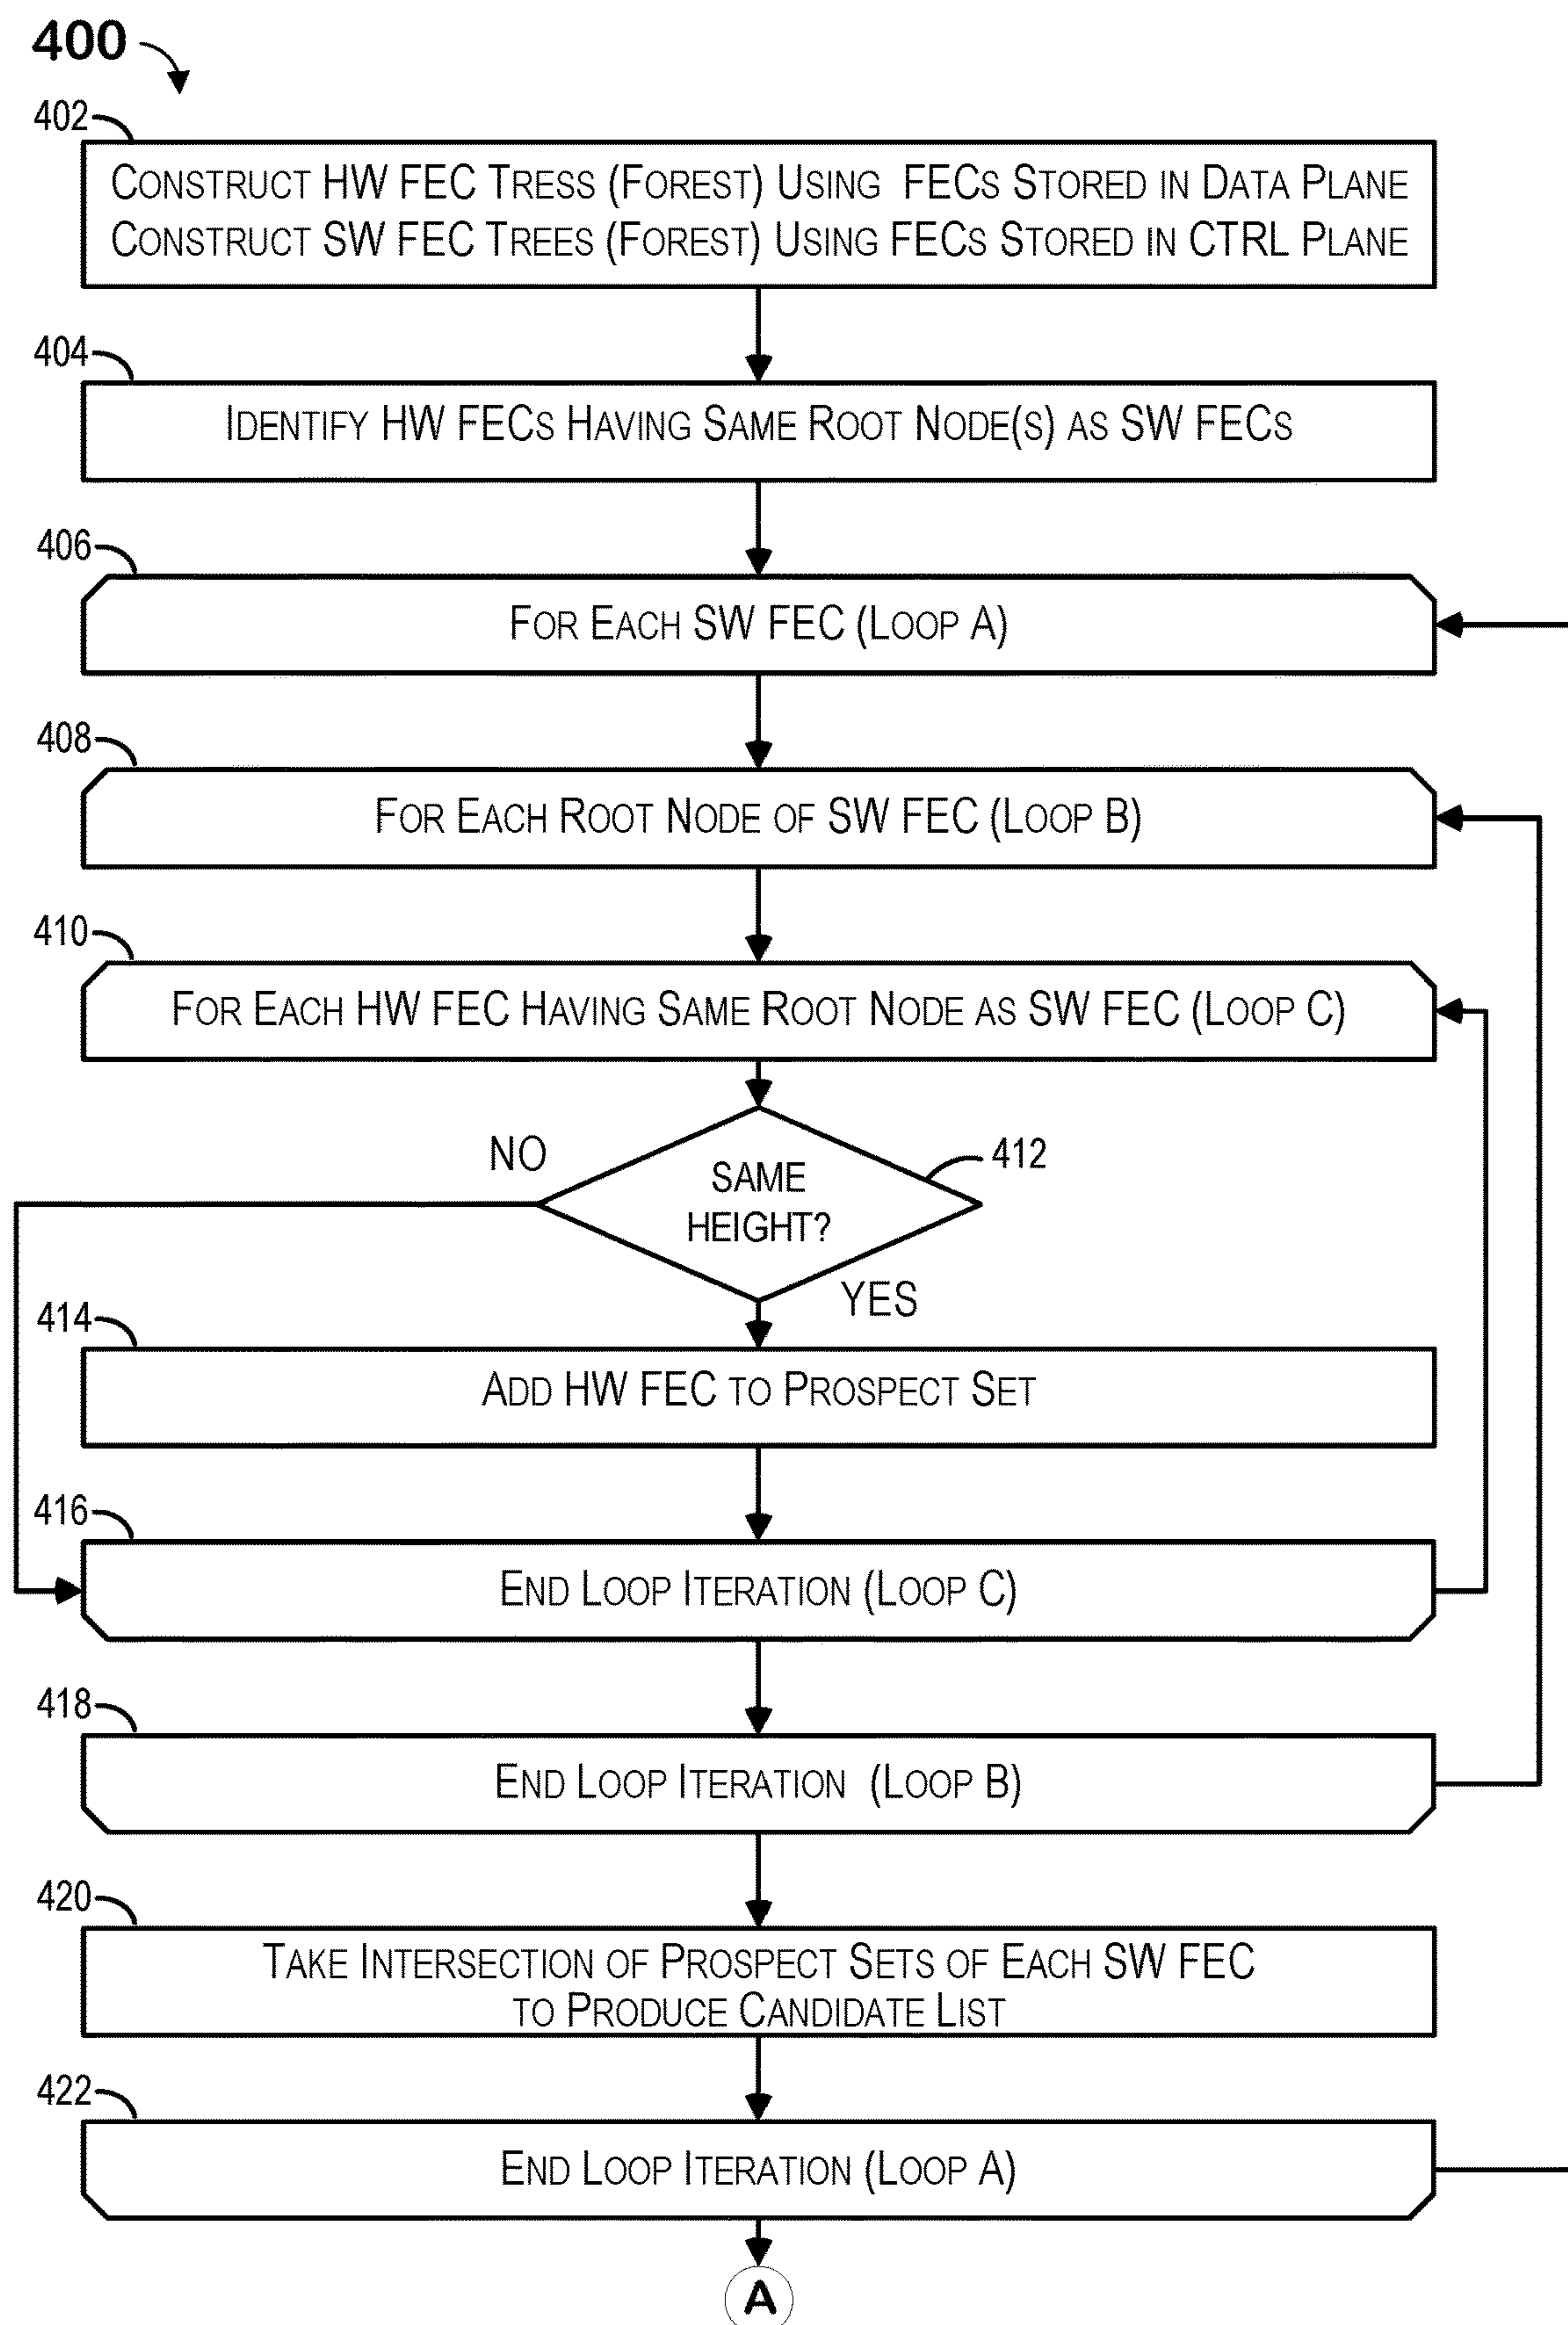 400
402
CONSTRUCT HW FEC TRESS (FOREST) USING FECS STORED IN DATA PLANE
CONSTRUCT SW FEC TREES (FOREST) USING FECS STORED IN CTRL PLANE
404
IDENTIFY HW FECS HAVING SAME ROOT NODE(S) AS SW FECS
406
FOR EACH SW FEC (LOOP A)
408
FOR EACH ROOT NODE OF SW FEC (LOOP B)
410
FOR EACH HW FEC HAVING SAME ROOT NODE AS SW FEC (LOOP C)
NO
412
SAME
HEIGHT?
YES
414
ADD HW FEC TO PROSPECT SET
416
END LOOP ITERATION (LOOP C)
418
END LOOP ITERATION (LOOP B)
420
TAKE INTERSECTION OF PROSPECT SETS OF EACH SW FEC
TO PRODUCE CANDIDATE LIST
422
END LOOP ITERATION (LOOP A)
A